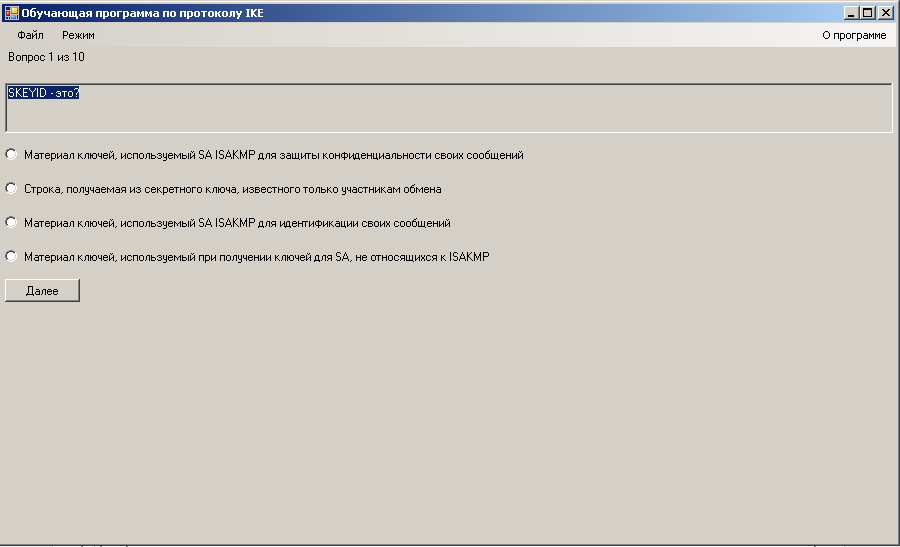 Обучающая программа по протоколу IKE
Файл Режим О программе
Вопрос 1 из 10
SKEYID - это?
Материал ключей, используемый SA ISAKMP для защиты конфиденциальности своих сообщений
Строка, получаемая из секретного ключа, известного только участникам обмена
Материал ключей, используемый SA ISAKMP для идентификации своих сообщений
Материал ключей, используемый при получении ключей для SA, не относящихся к ISAKMP
Далее